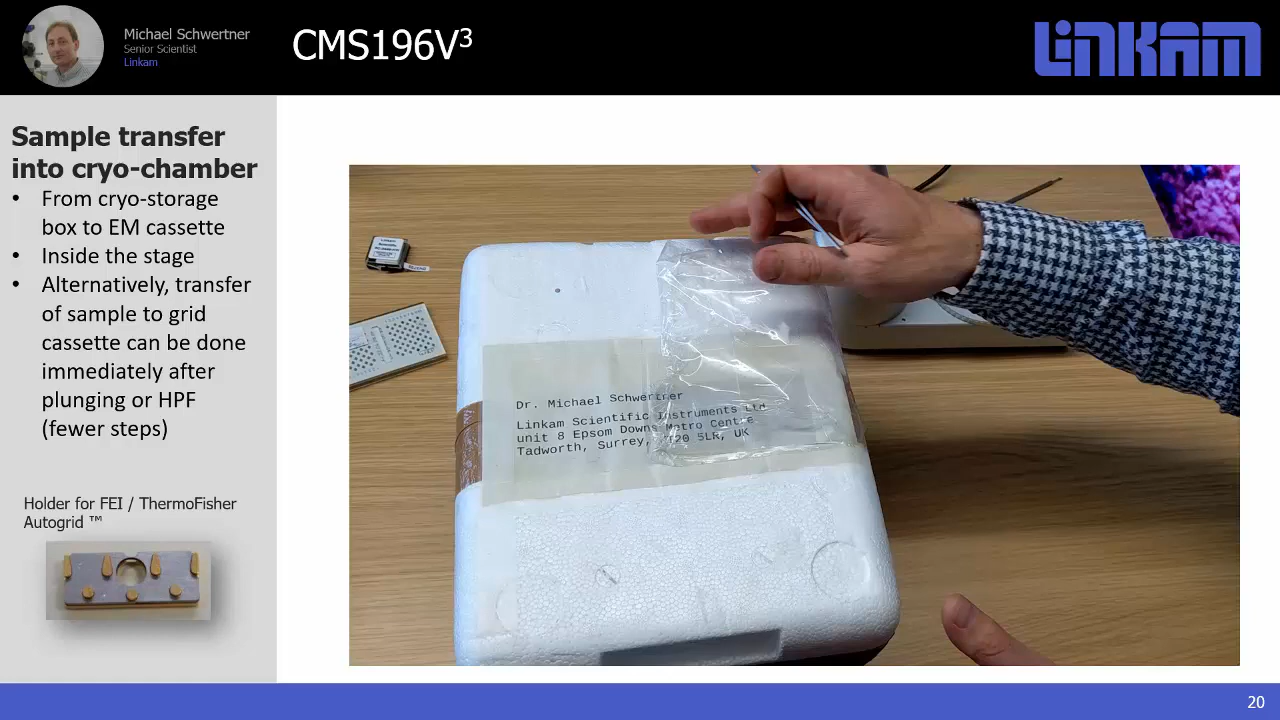 Michael Schwertner
Senior Scientist
Linkam
CMS196V³
LINKAM
Sample transfer
into cryo-chamber
• From cryo-storage
box to EM cassette
• Inside the stage
• Alternatively, transfer
of sample to grid
cassette can be done
immediately after
plunging or HPF
(fewer steps)
Holder for FEI / ThermoFisher
Autogrid ™
Dr. Michael Schwertner
Linkam Scientific Instruments Ltd
unit 8 Epsom Downs Metro Centre
Tadworth, Surrey, 5LR, UK
20